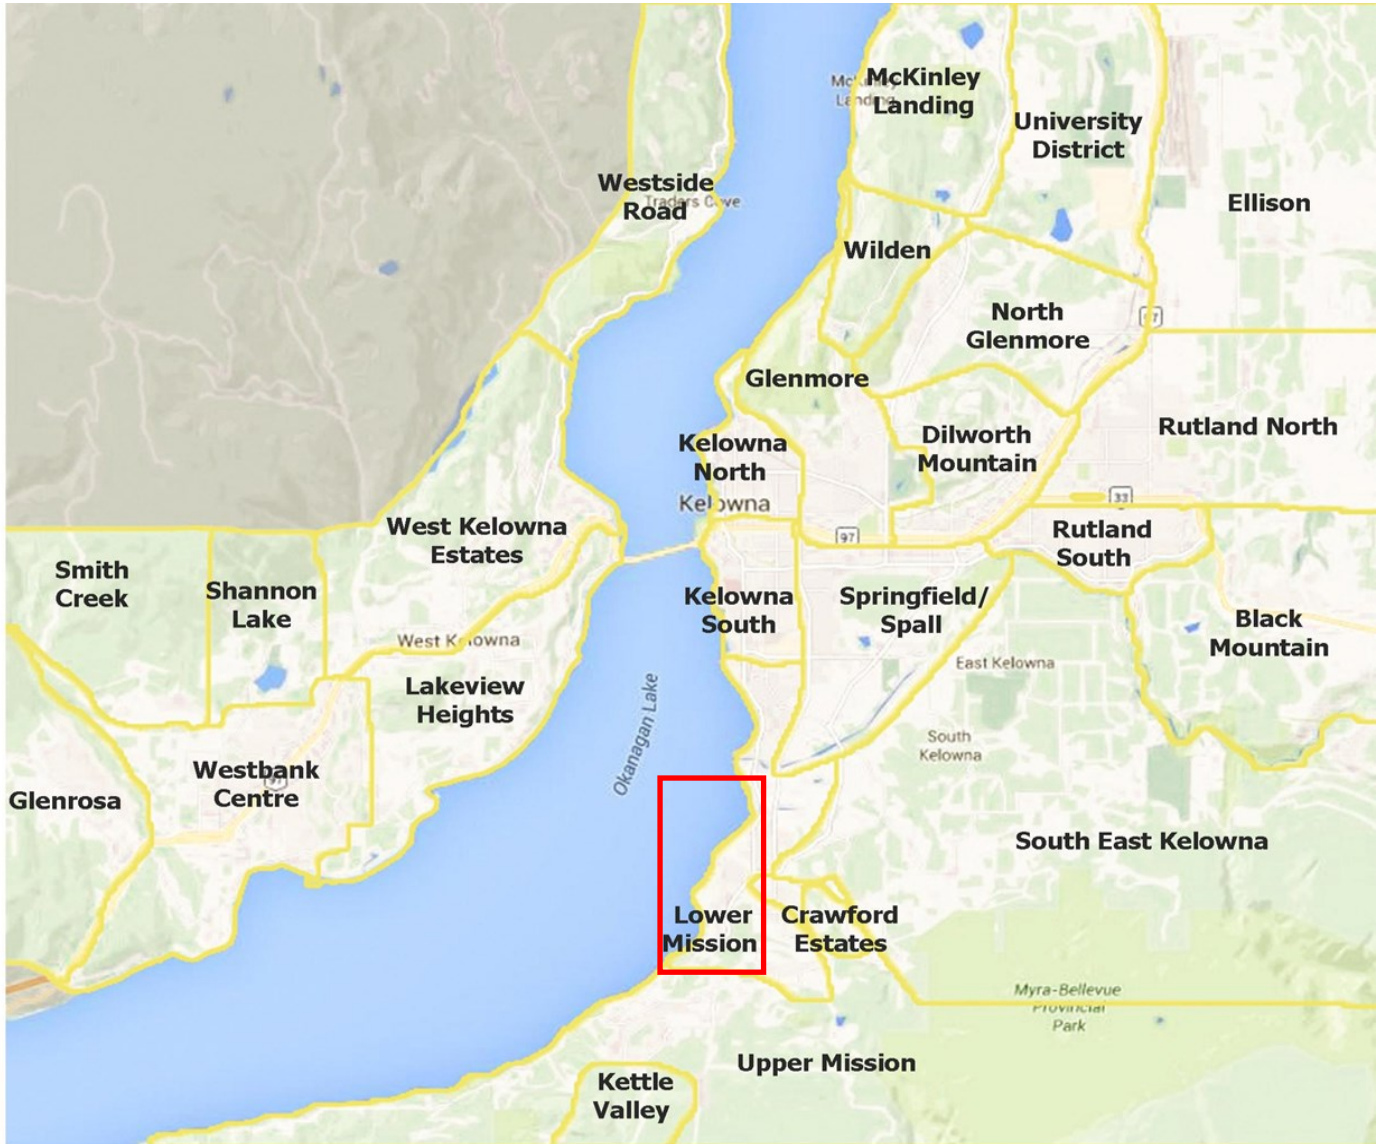 McKinley
Landing
McKinley
Landing
University
District
Westside
Road
Traders Cove
Ellison
Wilden
North
Glenmore
97
Glenmore
Rutland North
Dilworth
Mountain
Kelowna
North
Kelowna
33
97
West Kelowna
Estates
Rutland
South
Smith
Creek
Shannon
Lake
Kelowna
South
Springfield/
Spall
Black
Mountain
West Kelowna
East Kelowna
Lakeview
Heights
Okanagan Lake
South
Kelowna
Westbank
Centre
97
Glenrosa
South East Kelowna
Lower
Mission
Crawford
Estates
Myra-Bellevue
Provincial
Park
Upper Mission
Kettle
Valley